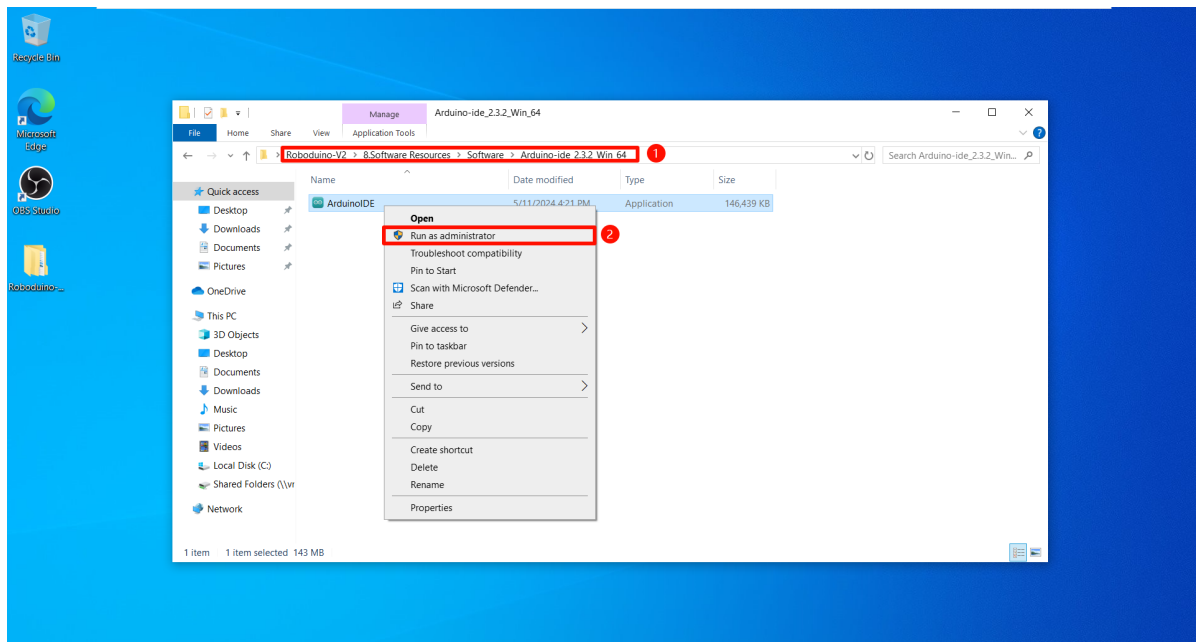 Recycle Bin
Microsoft
Edge
OBS Studio
Roboduino-...
Manage
Arduino-ide_2.3.2_Win_64
File Home Share View Application Tools
Roboduino-V2 > 8.Software Resources > Software > Arduino-ide 2.3.2 Win 64
1
Search Arduino-ide_2.3.2_Win...
Name Date modified Type Size
ArduinoIDE 5/11/2024 4:21 PM Application 146,439 KB
Quick access
Desktop
Downloads
Documents
Pictures
OneDrive
This PC
3D Objects
Desktop
Documents
Downloads
Music
Pictures
Videos
Local Disk (C:)
Shared Folders (\\vr
Network
Open
Run as administrator
2
Troubleshoot compatibility
Pin to Start
Scan with Microsoft Defender...
Share
Give access to
Pin to taskbar
Restore previous versions
Send to
Cut
Copy
Create shortcut
Delete
Rename
Properties
1 item 1 item selected 143 MB